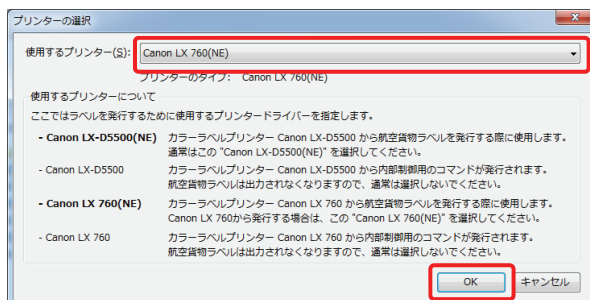 プリンターの選択
使用するプリンター(S): Canon LX 760(NE)
プリンターのタイプ: Canon LX 760(NE)
使用するプリンターについて
ここではラベルを発行するために使用するプリンタードライバーを指定します。
- Canon LX-D5500(NE) カラーラベルプリンター Canon LX-D5500 から航空貨物ラベルを発行する際に使用します。
通常はこの "Canon LX-D5500(NE)" を選択してください。
- Canon LX-D5500 カラーラベルプリンター Canon LX-D5500 から内部制御用のコマンドが発行されます。
航空貨物ラベルは出力されなくなりますので、通常は選択しないでください。
- Canon LX 760(NE) カラーラベルプリンター Canon LX 760 から航空貨物ラベルを発行する際に使用します。
Canon LX 760から発行する場合は、この "Canon LX 760(NE)" を選択してください。
- Canon LX 760 カラーラベルプリンター Canon LX 760 から内部制御用のコマンドが発行されます。
航空貨物ラベルは出力されなくなりますので、通常は選択しないでください。
OK キャンセル